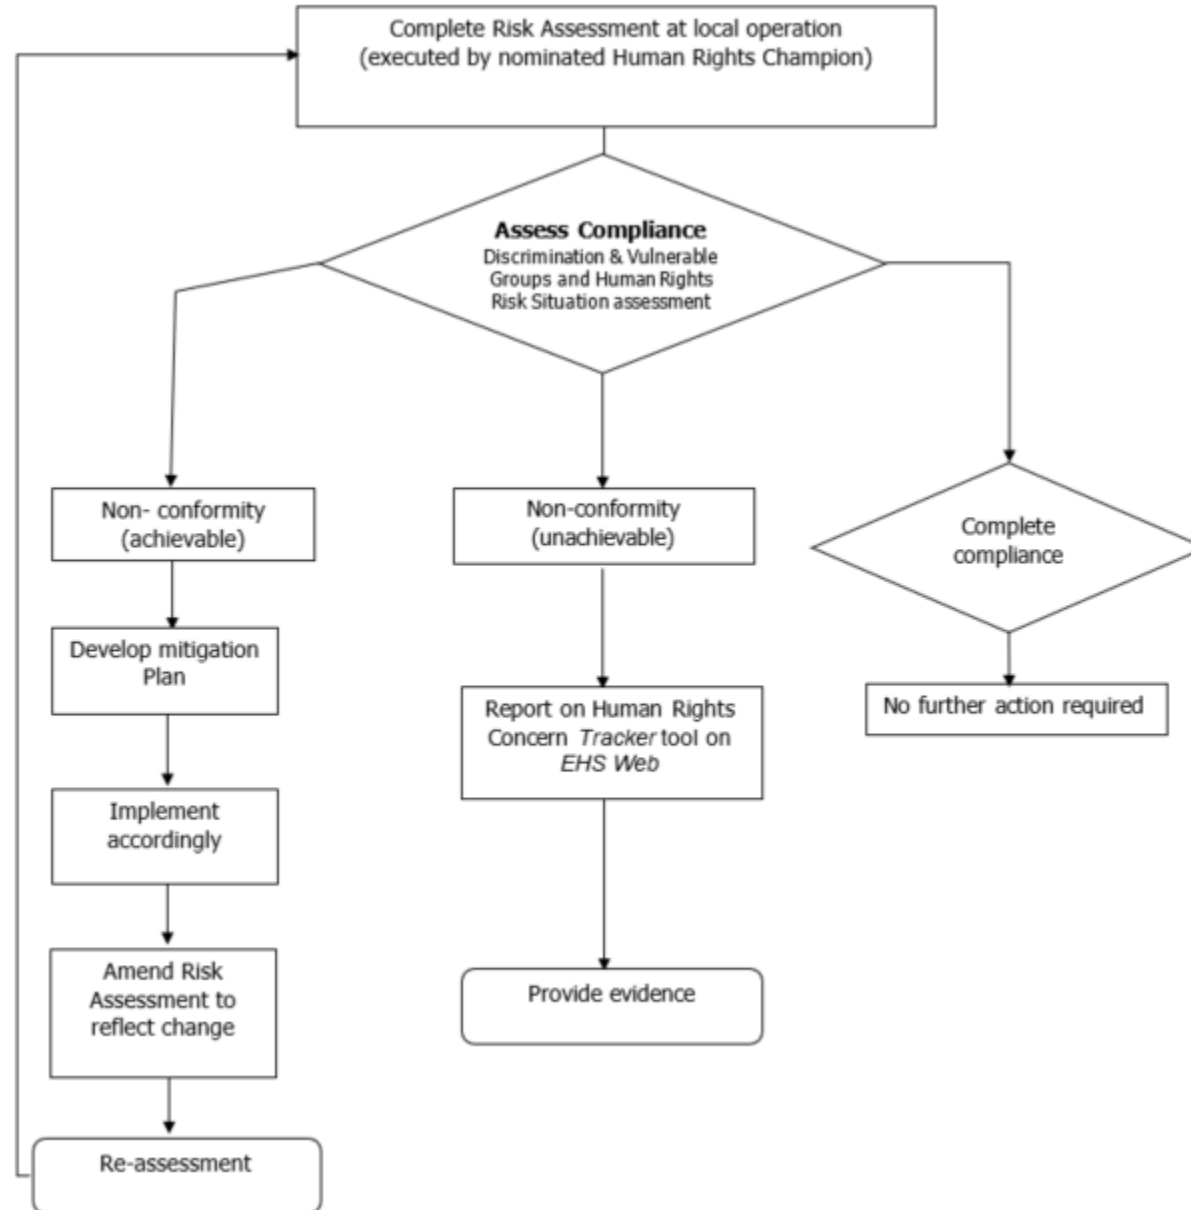 Complete Risk Assessment at local operation
(executed by nominated Human Rights Champion)
Assess Compliance
Discrimination & Vulnerable
Groups and Human Rights
Risk Situation assessment
Non- conformity
(achievable)
Non-conformity
(unachievable)
Complete
compliance
Develop mitigation
Plan
Report on Human Rights
Concern Tracker tool on
EHS Web
No further action required
Implement
accordingly
Amend Risk
Assessment to
reflect change
Provide evidence
Re-assessment